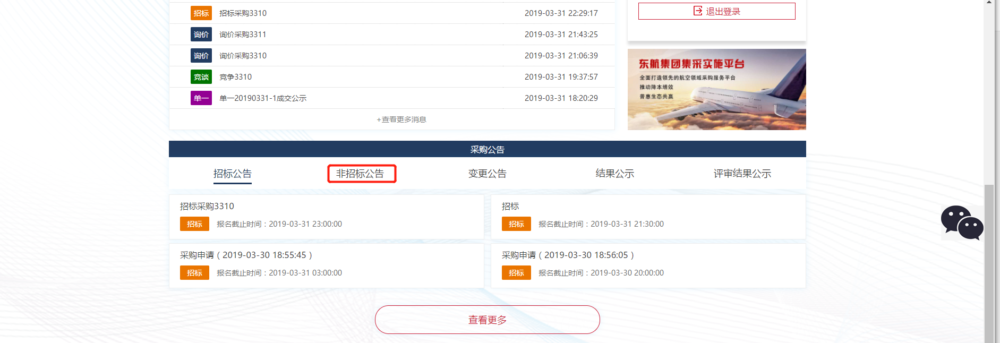 招标 招标采购3310 2019-03-31 22:29:17
询价 询价采购3311 2019-03-31 21:43:25
询价 询价采购3310 2019-03-31 21:06:39
竞谈 竞争3310 2019-03-31 19:37:57
单一 单一20190331-1成交公示 2019-03-31 18:20:29
+查看更多消息
退出登录
东航集团集采实施平台
全面打造领先的航空领域采购服务平台
推动降本增效
普惠生态共赢
采购公告
招标公告 非招标公告 变更公告 结果公示 评审结果公示
招标采购3310
招标 报名截止时间：2019-03-31 23:00:00
招标
招标 报名截止时间：2019-03-31 21:30:00
采购申请（2019-03-30 18:55:45）
招标 报名截止时间：2019-03-31 03:00:00
采购申请（2019-03-30 18:56:05）
招标 报名截止时间：2019-03-30 20:00:00
查看更多